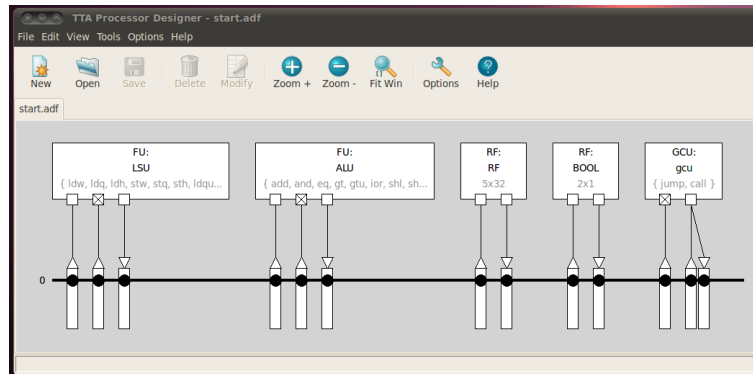 TTA Processor Designer - start.adf
File Edit View Tools Options Help
New Open Save Delete Modify Zoom + Zoom - Fit Win Options Help
start.adf
FU:
LSU
{ ldw, ldq, ldh, stw, stq, sth, ldqu...
FU:
ALU
{ add, and, eq, gt, gtu, ior, shl, sh...
RF:
RF
5x32
RF:
BOOL
2x1
GCU:
gcu
{ jump, call }
0